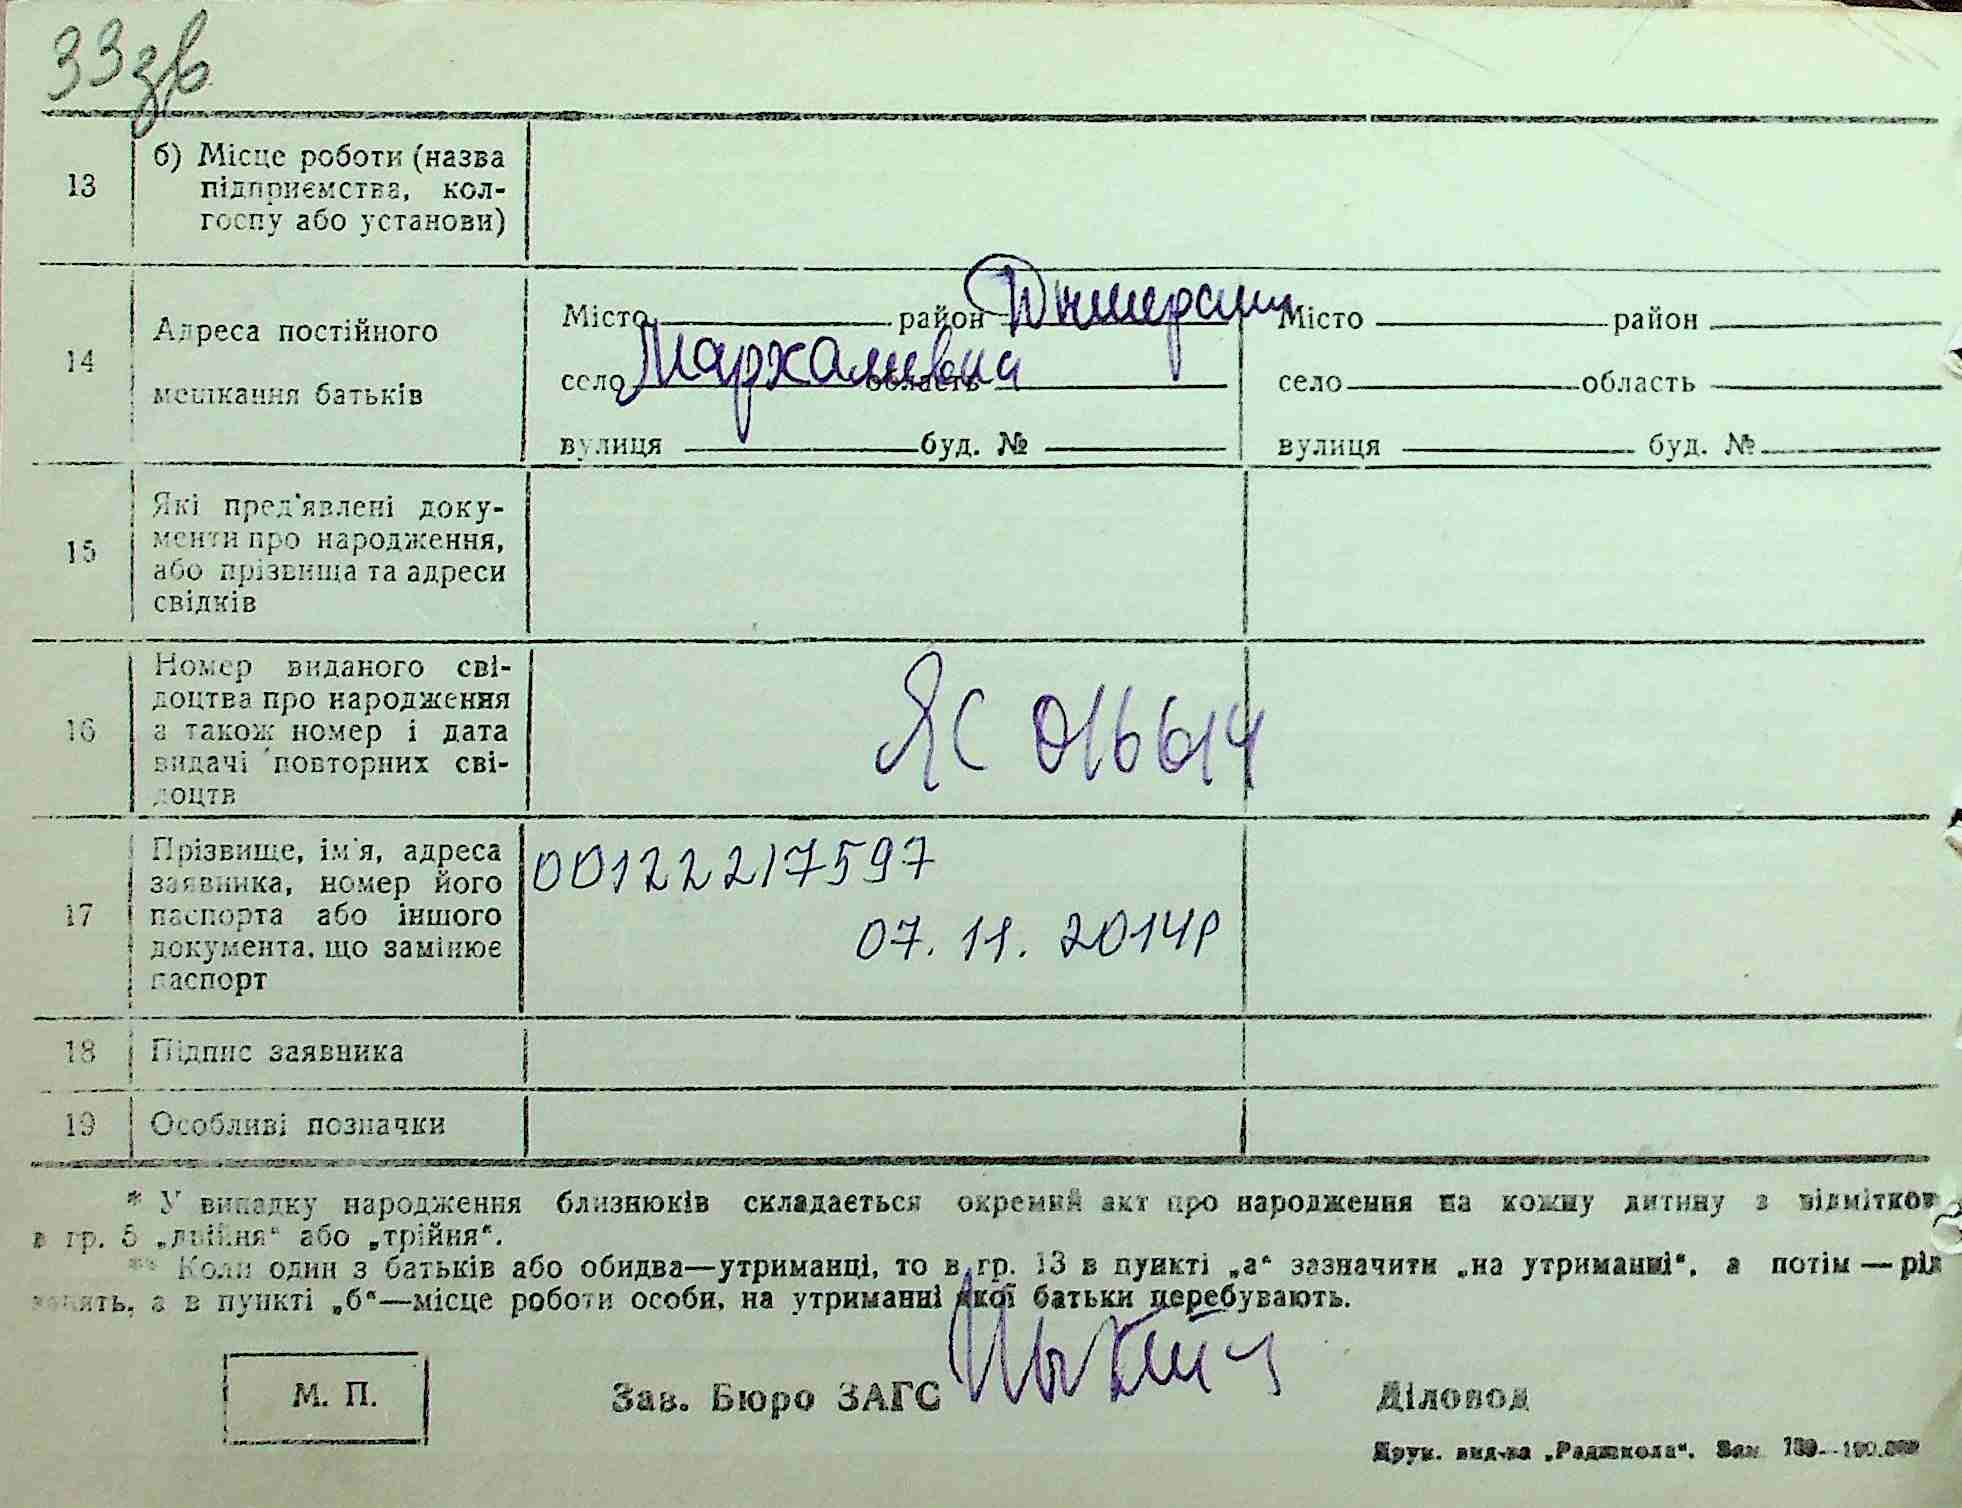 33 зв
13
б) Місце роботи (назва
підприємства, кол-
госпу або установи)
14
Адреса постійного
мешкання батьків
Місто район
село Мархалівка область
вулиця буд. №
Місто район
село область
вулиця буд. №
15
Які пред'явлені доку-
менти про народження,
або прізвища та адреси
свідків
16
Номер виданого сві-
доцтва про народження
а також номер і дата
видачі повторних сві-
доцтв
ЯС 016614
17
Прізвище, ім'я, адреса
заявника, номер його
паспорта або іншого
документа, що замінює
паспорт
00122217597
07.11.2014р
18
Підпис заявника
19
Особливі позначки
* У випадку народження близнюків складається окремий акт про народження на кожну дитину з відміткою
в гр. 5 „двійня“ або „трійня“.
** Коли один з батьків або обидва—утриманці, то в гр. 13 в пункті „а“ зазначити „на утриманні“, а потім — рід
занять, а в пункті „б“—місце роботи особи, на утриманні якої батьки перебувають.
М. П.
Зав. Бюро ЗАГС
Діловод
Друк. вид-ва „Радшкола“. Зам.